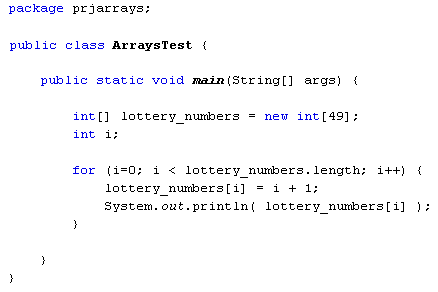 package prjarrays;
public class ArraysTest {
public static void main(String[] args) {
int[] lottery_numbers = new int[49];
int i;
for (i=0; i < lottery_numbers.length; i++) {
lottery_numbers[i] = i + 1;
System.out.println( lottery_numbers[i] );
}
}
}